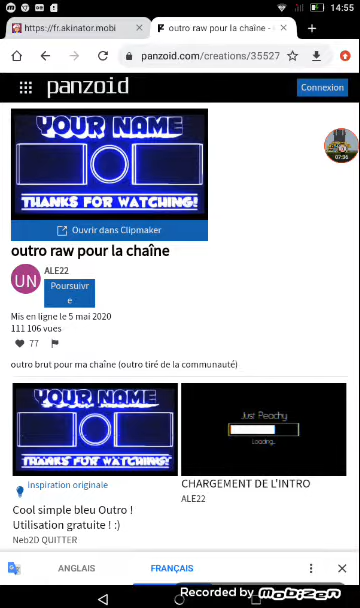 14:55
https://fr.akinator.mobi
outro raw pour la chaîne -
panzoid.com/creations/35527
panzoid
Connexion
YOUR NAME
THANKS FOR WATCHING!
07:36
Ouvrir dans Clipmaker
outro raw pour la chaîne
UN
ALE22
Poursuivr
e
Mis en ligne le 5 mai 2020
111 106 vues
77
outro brut pour ma chaîne (outro tiré de la communauté)
YOUR NAME
THANKS FOR WATCHING!
Just Peachy
Loading...
inspiration originale
Cool simple bleu Outro !
Utilisation gratuite ! :)
Neb2D QUITTER
CHARGEMENT DE L'INTRO
ALE22
ANGLAIS
FRANÇAIS
Recorded by Mobizen